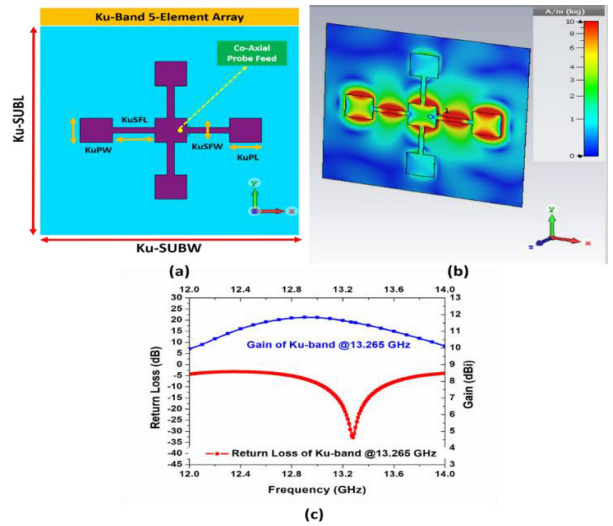 Ku-Band 5-Element Array
Co-Axial
Probe Feed
Ku-SUBL
KuSFL
KuPW
KuSFW
KuPL
y
x
Ku-SUBW
(a)
A/m (log)
10
8
6
5
4
3
2
1
0
y
x
z
(b)
12.0 12.4 12.8 13.2 13.6 14.0
30
25
20
15
10
5
0
-5
-10
-15
-20
-25
-30
-35
-40
-45
Return Loss (dB)
13
12
11
10
9
8
7
6
5
4
3
Gain (dBi)
Gain of Ku-band @13.265 GHz
Return Loss of Ku-band @13.265 GHz
12.0 12.4 12.8 13.2 13.6 14.0
Frequency (GHz)
(c)